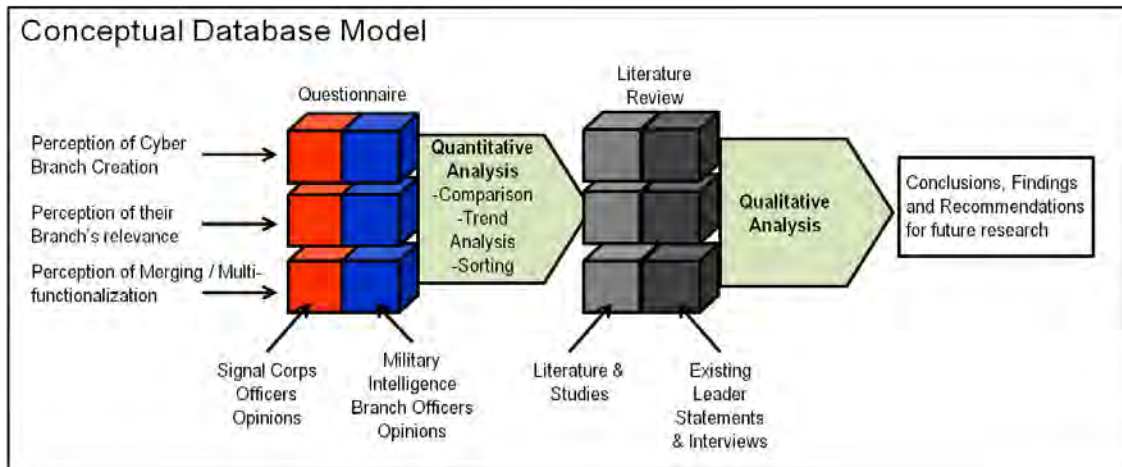 Conceptual Database Model
Questionnaire
Literature
Review
Perception of Cyber
Branch Creation
Perception of their
Branch's relevance
Perception of Merging / Multi-
functionalization
Quantitative
Analysis
-Comparison
-Trend
Analysis
-Sorting
Qualitative
Analysis
Conclusions, Findings
and Recommendations
for future research
Signal Corps
Officers
Opinions
Military
Intelligence
Branch Officers
Opinions
Literature &
Studies
Existing
Leader
Statements
& Interviews